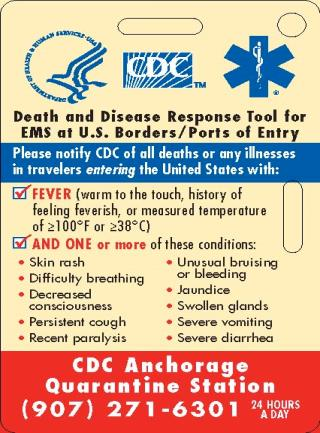 DEPARTMENT OF HEALTH & HUMAN SERVICES • USA
CDC
TM
Death and Disease Response Tool for
EMS at U.S. Borders/Ports of Entry
Please notify CDC of all deaths or any illnesses
in travelers entering the United States with:
FEVER (warm to the touch, history of
feeling feverish, or measured temperature
of ≥100°F or ≥38°C)
AND ONE or more of these conditions:
• Skin rash
• Difficulty breathing
• Decreased
consciousness
• Persistent cough
• Recent paralysis
• Unusual bruising
or bleeding
• Jaundice
• Swollen glands
• Severe vomiting
• Severe diarrhea
CDC Anchorage
Quarantine Station
(907) 271-6301 24 HOURS
A DAY